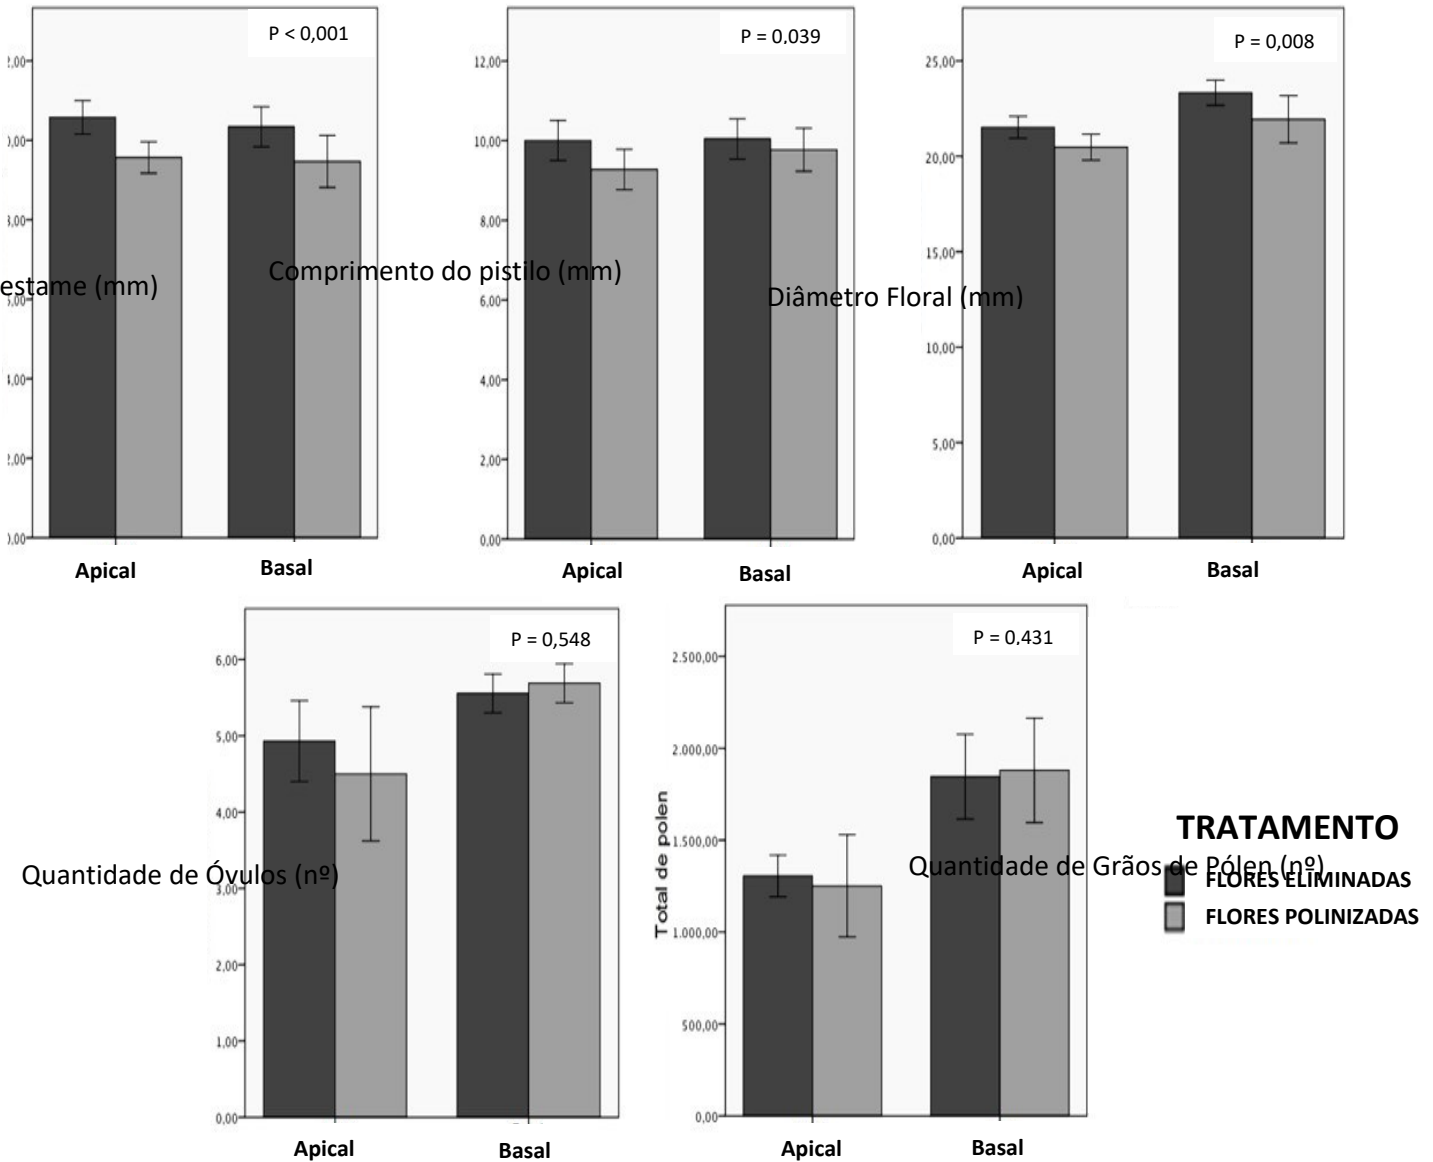 P < 0,001
P = 0,039
P = 0,008
12,00
10,00
8,00
6,00
4,00
2,00
0,00
25,00
20,00
15,00
10,00
5,00
0,00
estame (mm)
Comprimento do pistilo (mm)
Diâmetro Floral (mm)
Apical
Basal
Apical
Basal
Apical
Basal
P = 0,548
P = 0,431
6,00
5,00
4,00
3,00
2,00
1,00
0,00
Quantidade de Óvulos (nº)
2.500,00
2.000,00
1.500,00
1.000,00
500,00
0,00
Total de polen
Quantidade de Grãos de Pólen (nº)
TRATAMENTO
FLORES ELIMINADAS
FLORES POLINIZADAS
Apical
Basal
Apical
Basal